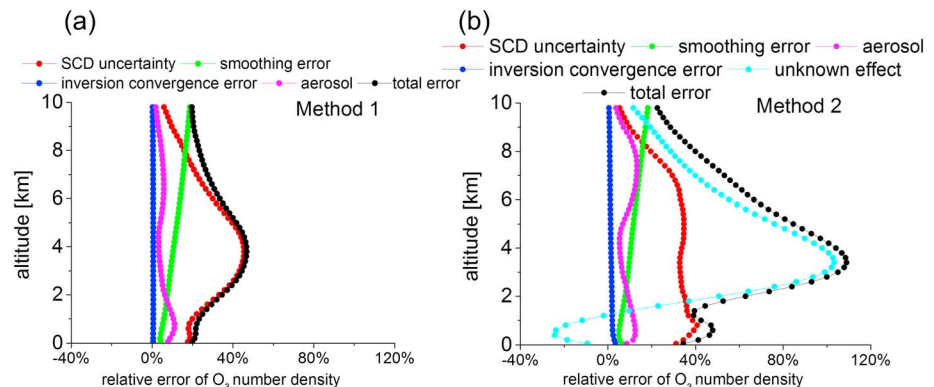 (a)
SCD uncertainty smoothing error
inversion convergence error aerosol total error
Method 1
altitude [km]
10
8
6
4
2
0
-40% 0% 40% 80% 120%
relative error of O3 number density
(b)
SCD uncertainty smoothing error aerosol
inversion convergence error unknown effect
total error
Method 2
altitude [km]
10
8
6
4
2
0
-40% 0% 40% 80% 120%
relative error of O3 number density